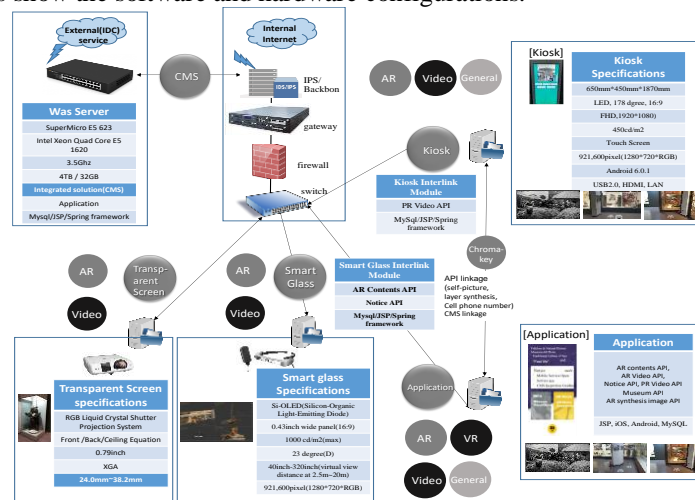 s show the software and hardware configurations.
External(IDC)
service
CMS
Internal
Internet
IPS/
Backbon
IDS/IPS
gateway
firewall
switch
Was Server
SuperMicro E5 623
Intel Xeon Quad Core E5
1620
3.5Ghz
4TB / 32GB
Integrated solution(CMS)
Application
Mysql/JSP/Spring framework
AR
Video
General
Kiosk
Kiosk Interlink
Module
PR Video API
MySql/JSP/Spring
framework
[Kiosk]
Kiosk
Specifications
650mm*450mm*1870mm
LED, 178 dgree, 16:9
FHD,1920*1080)
450cd/m2
Touch Screen
921,600pixel(1280*720*RGB)
Android 6.0.1
USB2.0, HDMI, LAN
Chroma-
key
API linkage
(self-picture,
layer synthesis,
Cell phone number)
CMS linkage
AR
Transp-
arent
Screen
Video
AR
Smart
Glass
Video
Smart Glass Interlink
Module
AR Contents API
Notice API
Mysql/JSP/Spring
framework
Transparent Screen
specifications
RGB Liquid Crystal Shutter
Projection System
Front /Back/Ceiling Equation
0.79inch
XGA
24.0mm~38.2mm
Smart glass
Specifications
Si-OLED(Silicon-Organic
Light-Emitting Diode)
0.43inch wide panel(16:9)
1000 cd/m2(max)
23 degree(D)
40inch-320inch(virtual view
distance at 2.5m~20m)
921,600pixel(1280*720*RGB)
Application
AR
VR
Video
General
[Application]
Application
AR contents API,
AR Video API,
Notice API, PR Video API
Museum API
AR synthesis image API
JSP, iOS, Android, MySQL